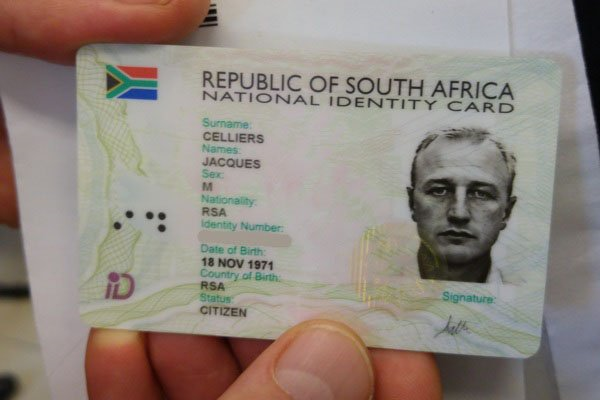 REPUBLIC OF SOUTH AFRICA
NATIONAL IDENTITY CARD
Surname:
CELLIERS
Names:
JACQUES
Sex:
M
Nationality:
RSA
Identity Number:
Date of Birth:
18 NOV 1971
Country of Birth:
RSA
Status:
CITIZEN
Signature:
iD